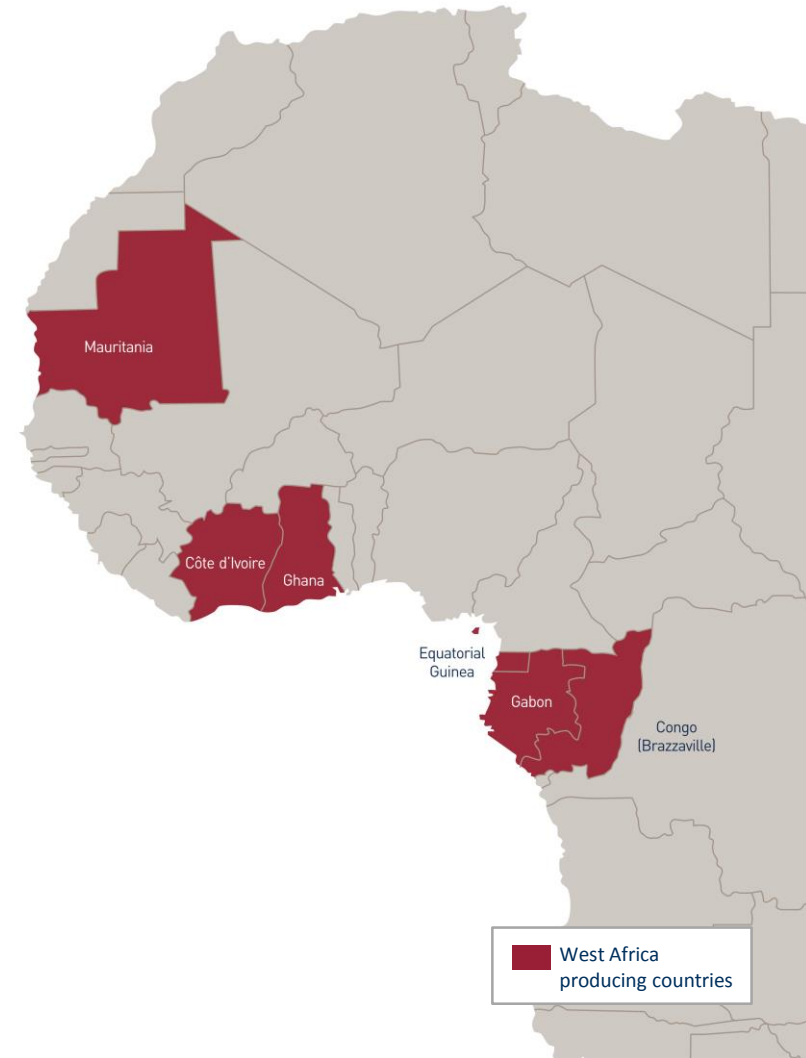 Mauritania
Côte d'Ivoire
Ghana
Equatorial
Guinea
Gabon
Congo
(Brazzaville)
West Africa
producing countries